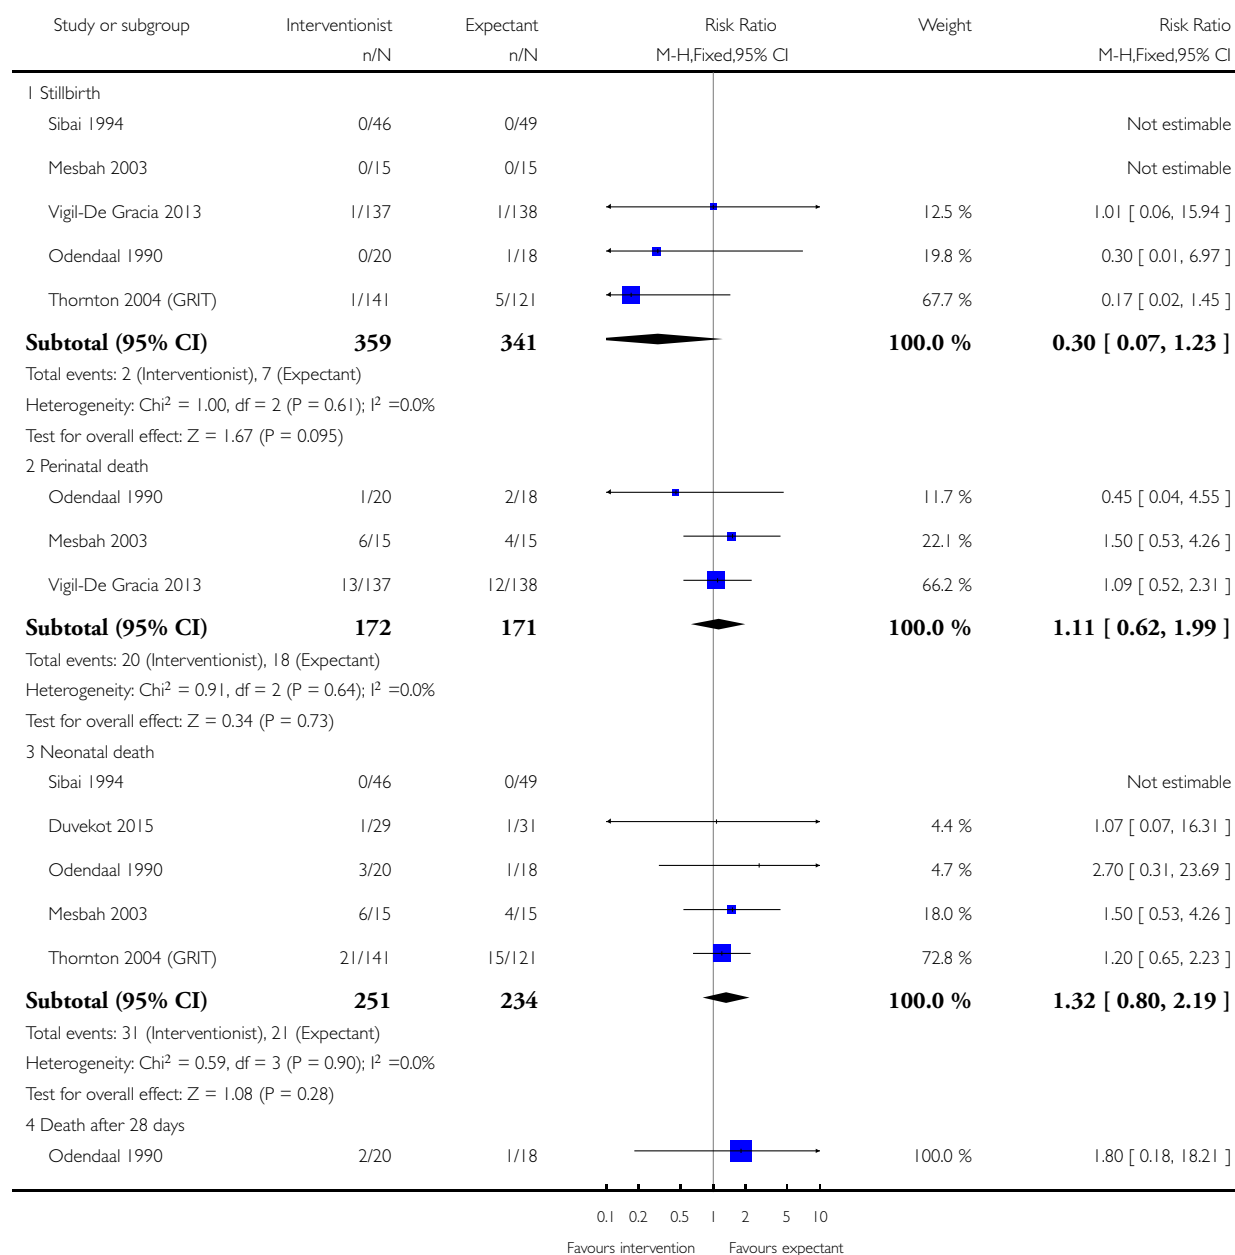 Study or subgroup Interventionist Expectant Risk Ratio Weight Risk Ratio
n/N n/N M-H,Fixed,95% CI M-H,Fixed,95% CI
1 Stillbirth
Sibai 1994 0/46 0/49 Not estimable
Mesbah 2003 0/15 0/15 Not estimable
Vigil-De Gracia 2013 1/137 1/138 12.5 % 1.01 [ 0.06, 15.94 ]
Odendaal 1990 0/20 1/18 19.8 % 0.30 [ 0.01, 6.97 ]
Thornton 2004 (GRIT) 1/141 5/121 67.7 % 0.17 [ 0.02, 1.45 ]
Subtotal (95% CI) 359 341 100.0 % 0.30 [ 0.07, 1.23 ]
Total events: 2 (Interventionist), 7 (Expectant)
Heterogeneity: Chi² = 1.00, df = 2 (P = 0.61); I² =0.0%
Test for overall effect: Z = 1.67 (P = 0.095)
2 Perinatal death
Odendaal 1990 1/20 2/18 11.7 % 0.45 [ 0.04, 4.55 ]
Mesbah 2003 6/15 4/15 22.1 % 1.50 [ 0.53, 4.26 ]
Vigil-De Gracia 2013 13/137 12/138 66.2 % 1.09 [ 0.52, 2.31 ]
Subtotal (95% CI) 172 171 100.0 % 1.11 [ 0.62, 1.99 ]
Total events: 20 (Interventionist), 18 (Expectant)
Heterogeneity: Chi² = 0.91, df = 2 (P = 0.64); I² =0.0%
Test for overall effect: Z = 0.34 (P = 0.73)
3 Neonatal death
Sibai 1994 0/46 0/49 Not estimable
Duvekot 2015 1/29 1/31 4.4 % 1.07 [ 0.07, 16.31 ]
Odendaal 1990 3/20 1/18 4.7 % 2.70 [ 0.31, 23.69 ]
Mesbah 2003 6/15 4/15 18.0 % 1.50 [ 0.53, 4.26 ]
Thornton 2004 (GRIT) 21/141 15/121 72.8 % 1.20 [ 0.65, 2.23 ]
Subtotal (95% CI) 251 234 100.0 % 1.32 [ 0.80, 2.19 ]
Total events: 31 (Interventionist), 21 (Expectant)
Heterogeneity: Chi² = 0.59, df = 3 (P = 0.90); I² =0.0%
Test for overall effect: Z = 1.08 (P = 0.28)
4 Death after 28 days
Odendaal 1990 2/20 1/18 100.0 % 1.80 [ 0.18, 18.21 ]
0.1 0.2 0.5 1 2 5 10
Favours intervention Favours expectant